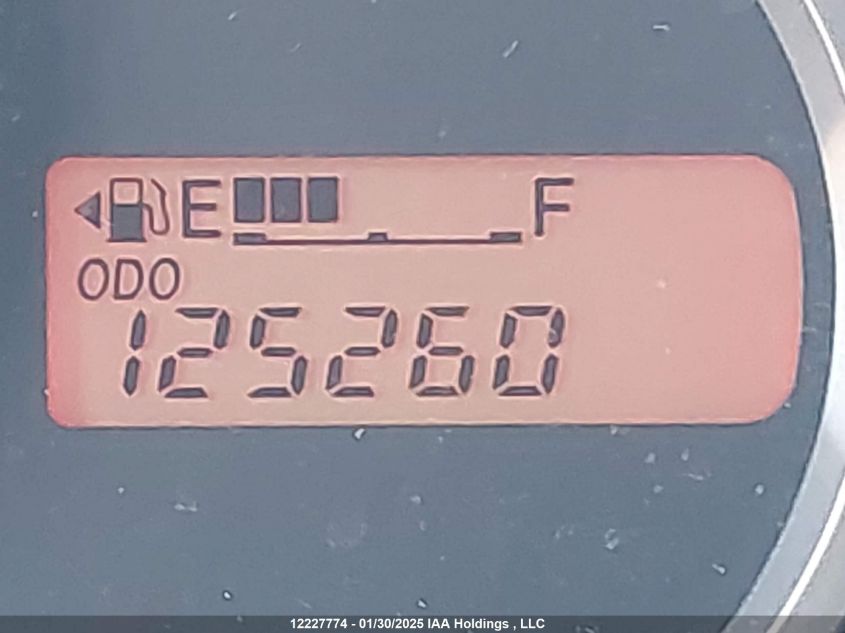 E F
ODO
125260
12227774 - 01/30/2025 IAA Holdings , LLC